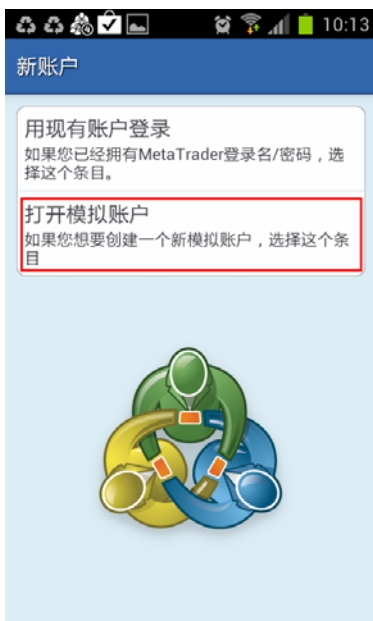 10:13
新账户
用现有账户登录
如果您已经拥有MetaTrader登录名/密码，选
择这个条目。
打开模拟账户
如果您想要创建一个新模拟账户，选择这个条
目